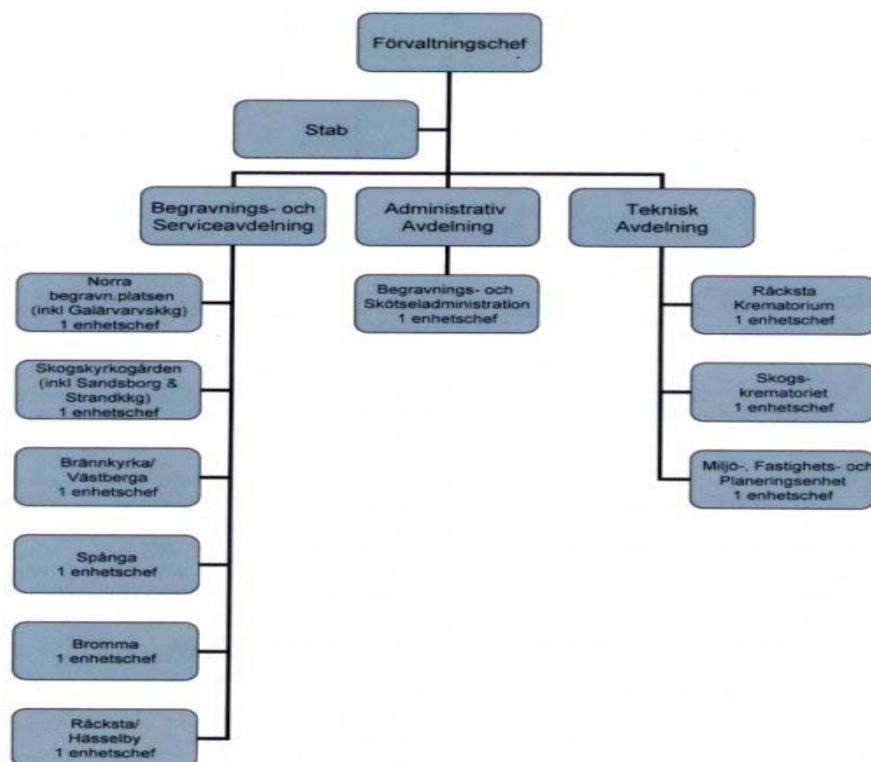 Förvaltningschef
Stab
Begravnings- och
Serviceavdelning
Administrativ
Avdelning
Teknisk
Avdelning
Norra
begravn.platsen
(inkl Galärvarvskkg)
1 enhetschef
Skogskyrkogården
(inkl Sandsborg &
Strandkkg)
1 enhetschef
Brännkyrka/
Västberga
1 enhetschef
Spånga
1 enhetschef
Bromma
1 enhetschef
Råcksta/
Hässelby
1 enhetschef
Begravnings- och
Skötseladministration
1 enhetschef
Råcksta
Krematorium
1 enhetschef
Skogs-
krematoriet
1 enhetschef
Miljö-, Fastighets- och
Planeringsenhet
1 enhetschef